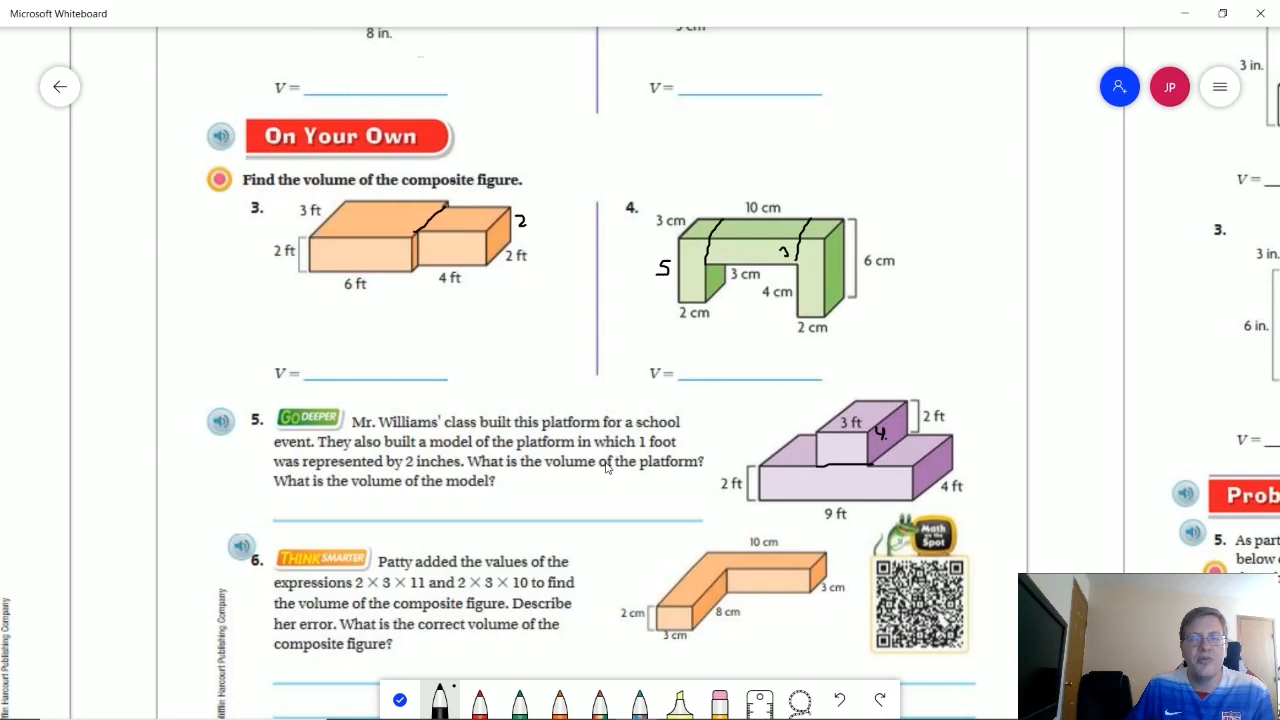 Microsoft Whiteboard
8 in.
V =
V =
JP
3 in.
On Your Own
Find the volume of the composite figure.
V =
3.
3 ft
2 ft
6 ft
4 ft
2 ft
2
4.
10 cm
3 cm
5
3
3 cm
4 cm
6 cm
2 cm
2 cm
3.
3 in.
6 in.
V =
V =
V =
5. GO DEEPER Mr. Williams' class built this platform for a school
event. They also built a model of the platform in which 1 foot
was represented by 2 inches. What is the volume of the platform?
What is the volume of the model?
3 ft
4
2 ft
2 ft
4 ft
9 ft
Prob
5. As part
below
6. THINK SMARTER Patty added the values of the
expressions 2 × 3 × 11 and 2 × 3 × 10 to find
the volume of the composite figure. Describe
her error. What is the correct volume of the
composite figure?
10 cm
3 cm
8 cm
2 cm
3 cm
Math
on the
Spot
Harcourt Publishing Company
Harcourt Publishing Company